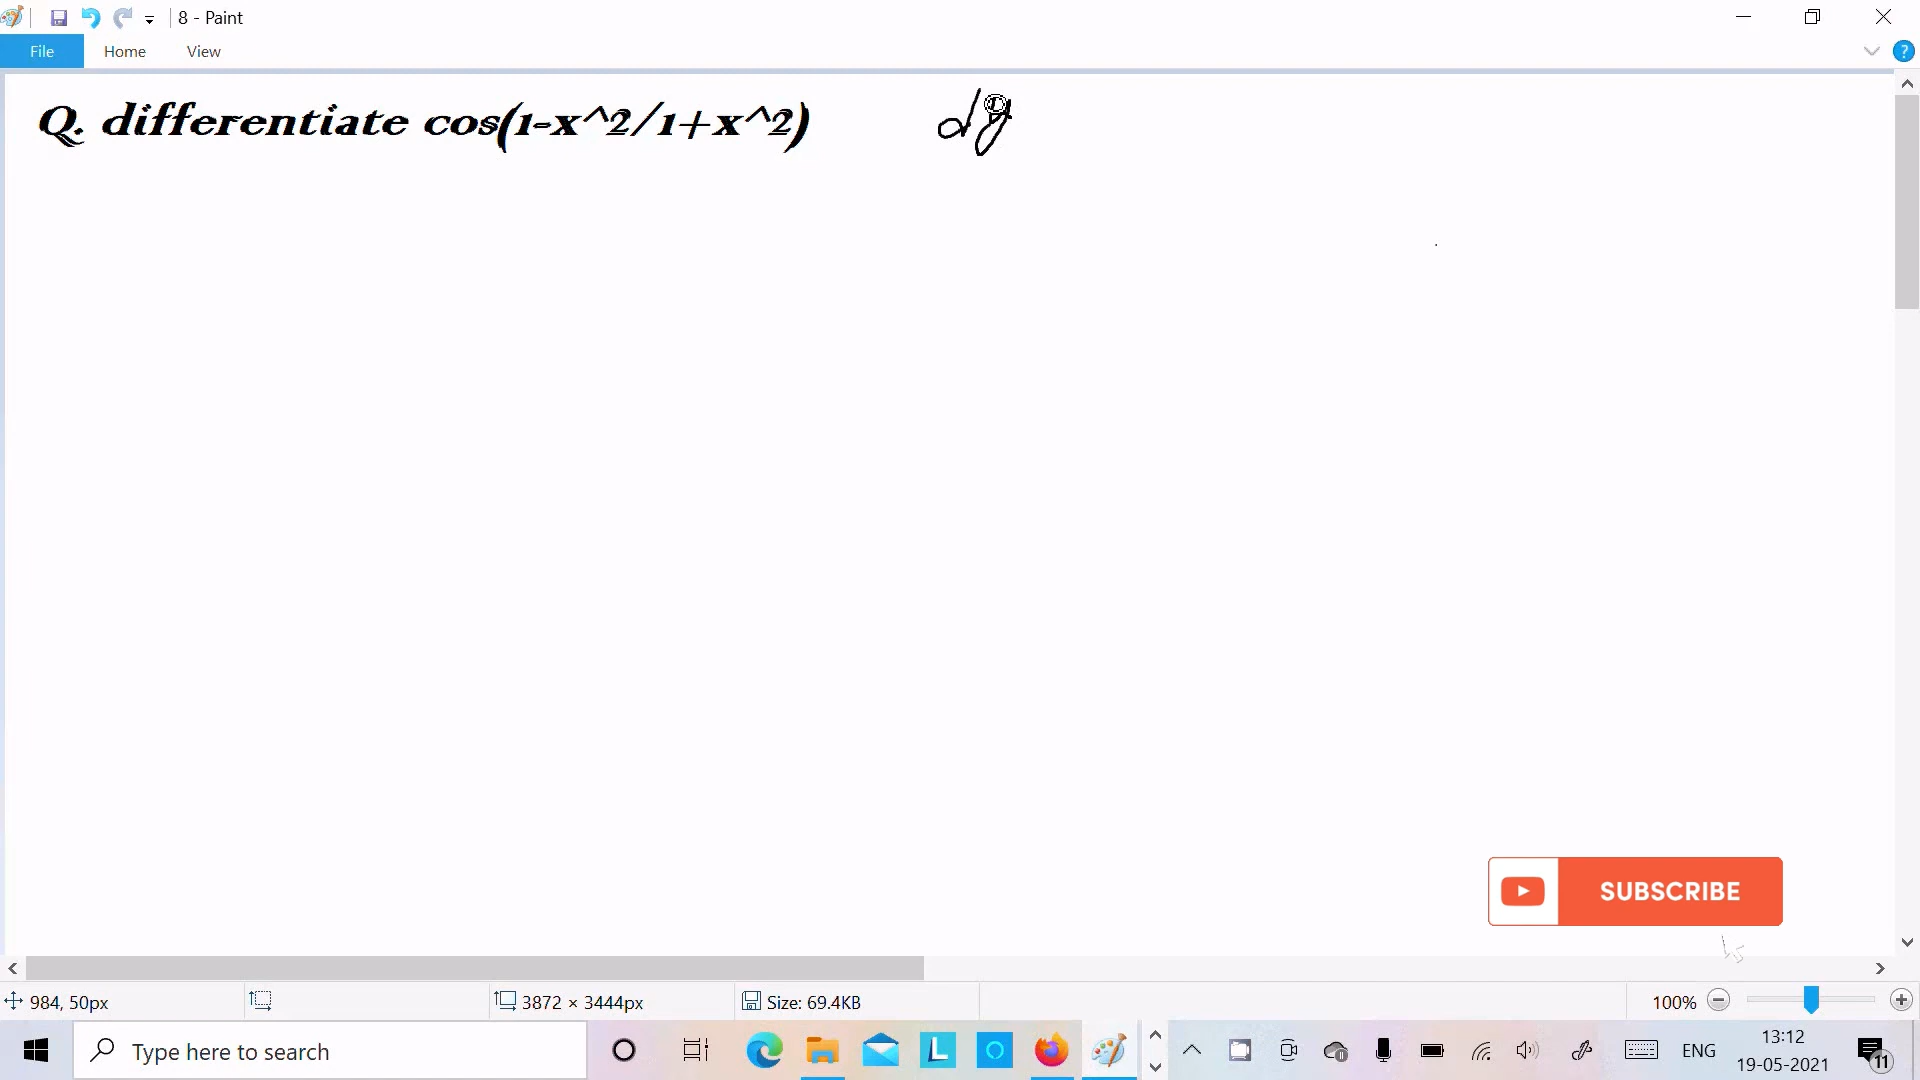 8 - Paint
File Home View
Q. differentiate cos(1-x^2/1+x^2) dy
SUBSCRIBE
984, 50px 3872 × 3444px Size: 69.4KB 100%
Type here to search ENG 13:12
19-05-2021 11